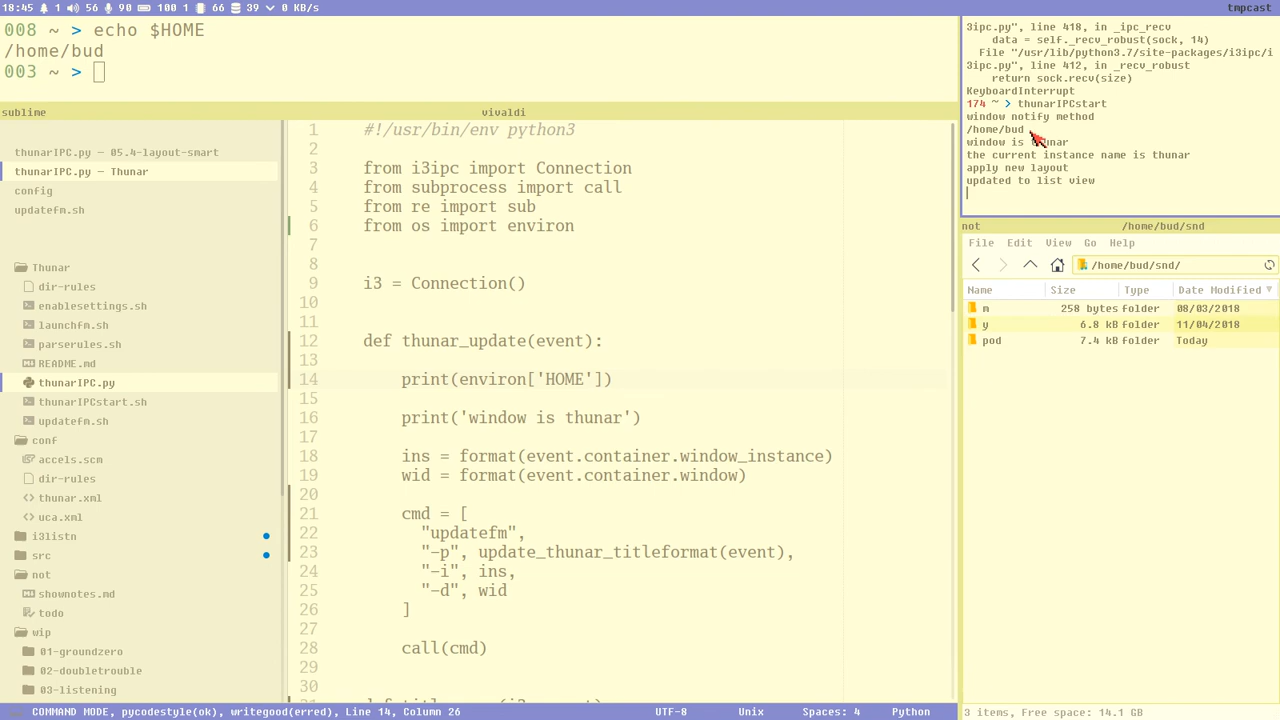 18:45 1 56 90 100 1 66 39 0 KB/s
tmpcast
008 ~ > echo $HOME
/home/bud
003 ~ >
sublime
vivaldi
thunarIPC.py — 05.4-layout-smart
thunarIPC.py — Thunar
config
updatefm.sh
Thunar
dir-rules
enablesettings.sh
launchfm.sh
parserules.sh
README.md
thunarIPC.py
thunarIPCstart.sh
updatefm.sh
conf
accels.scm
dir-rules
thunar.xml
uca.xml
i3listn
src
not
shownotes.md
todo
wip
01-groundzero
02-doubletrouble
03-listening
1 #!/usr/bin/env python3
2
3 from i3ipc import Connection
4 from subprocess import call
5 from re import sub
6 from os import environ
7
8
9 i3 = Connection()
10
11
12 def thunar_update(event):
13
14 print(environ['HOME'])
15
16 print('window is thunar')
17
18 ins = format(event.container.window_instance)
19 wid = format(event.container.window)
20
21 cmd = [
22 "updatefm",
23 "-p", update_thunar_titleformat(event),
24 "-i", ins,
25 "-d", wid
26 ]
27
28 call(cmd)
29
30
COMMAND MODE, pycodestyle(ok), writegood(erred), Line 14, Column 26
UTF-8
Unix
Spaces: 4
Python
3ipc.py", line 418, in _ipc_recv
data = self._recv_robust(sock, 14)
File "/usr/lib/python3.7/site-packages/i3ipc/i
3ipc.py", line 412, in _recv_robust
return sock.recv(size)
KeyboardInterrupt
174 ~ > thunarIPCstart
window notify method
/home/bud
window is thunar
the current instance name is thunar
apply new layout
updated to list view
not
/home/bud/snd
File Edit View Go Help
/home/bud/snd/
Name Size Type Date Modified
m 258 bytes folder 08/03/2018
y 6.8 kB folder 11/04/2018
pod 7.4 kB folder Today
3 items, Free space: 14.1 GB